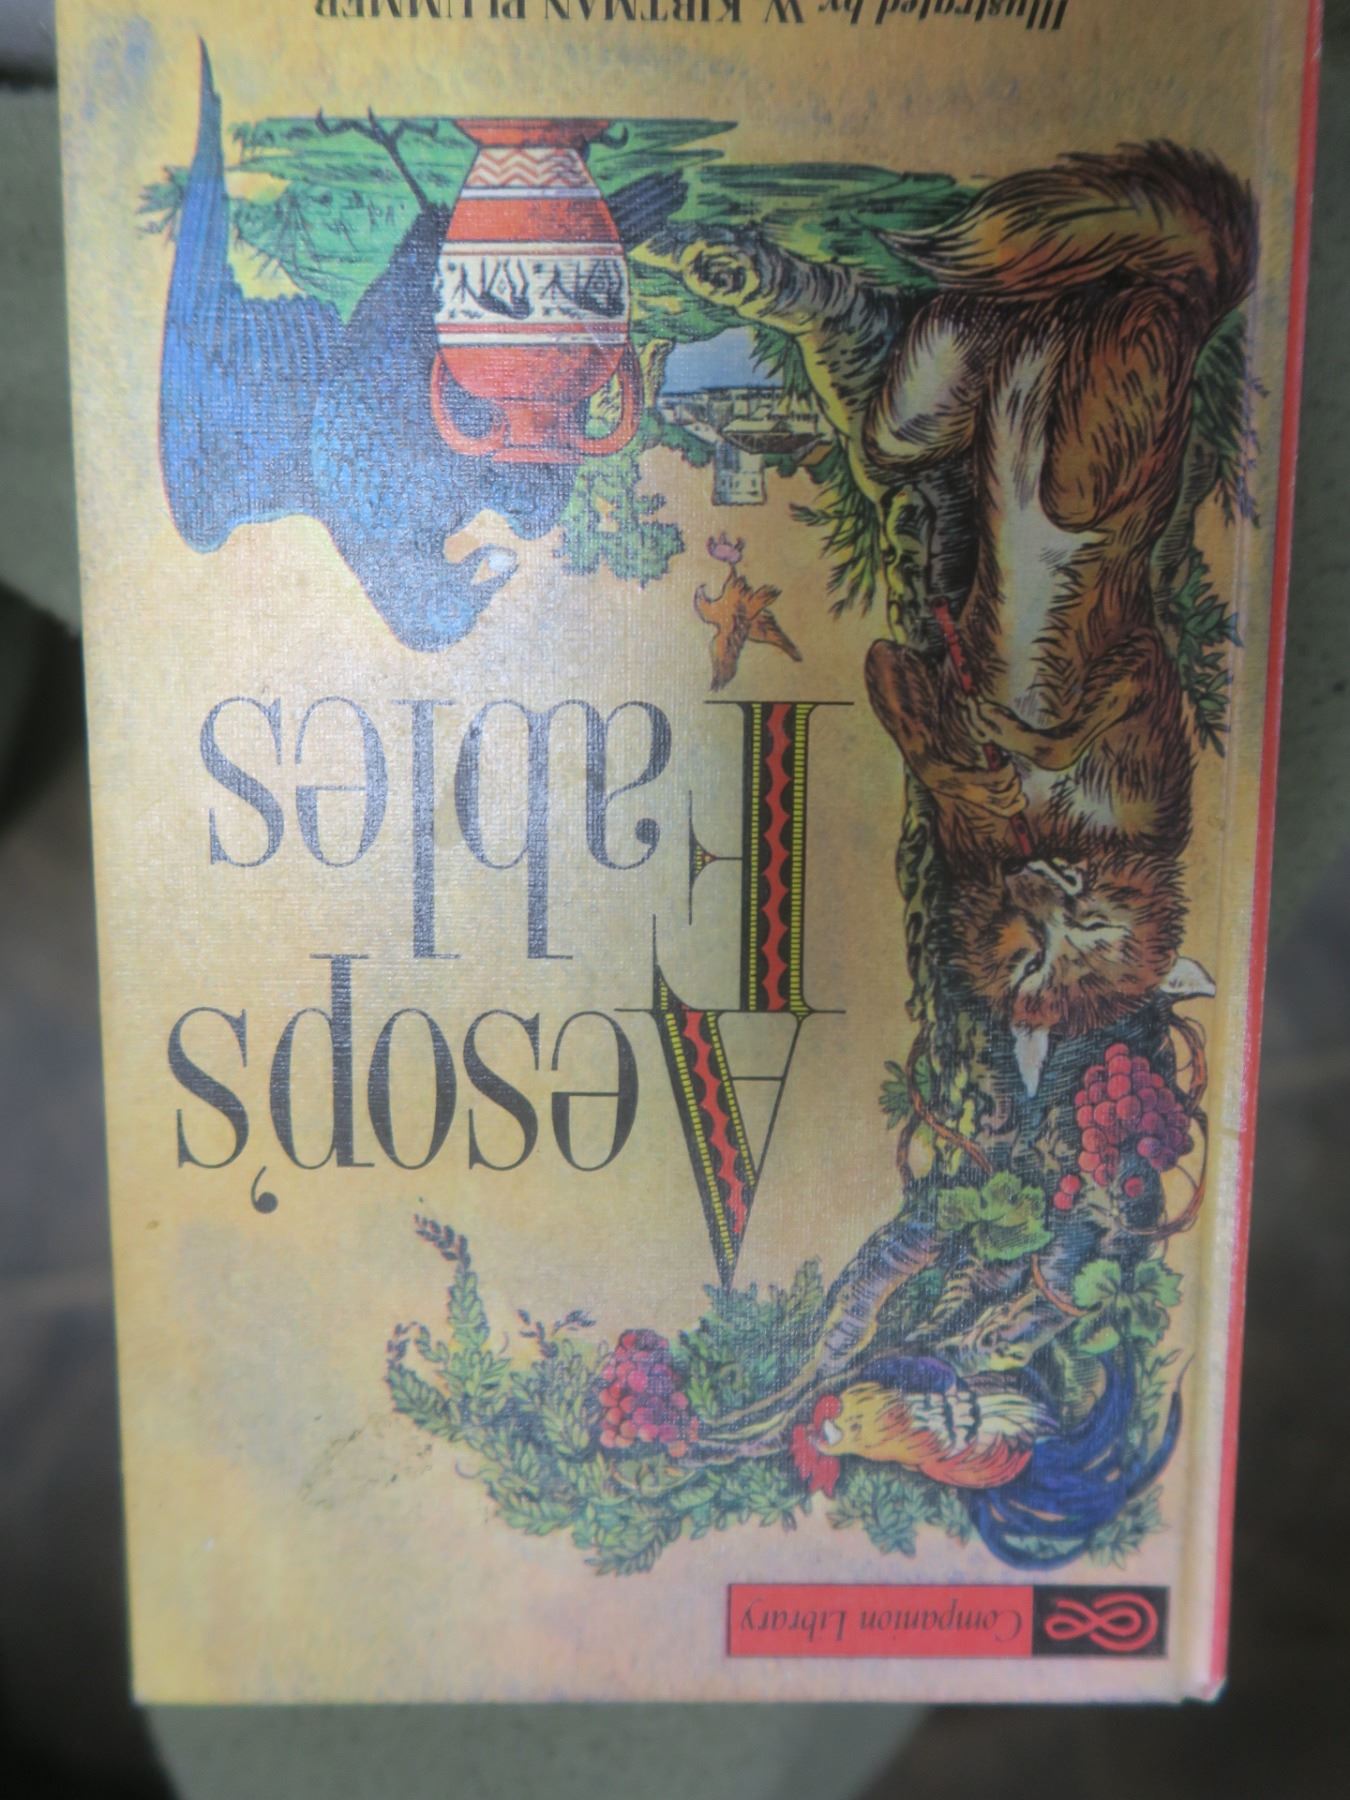 Companion Library
Aesop's
Fables
Illustrated by W. KIRTMAN PLUMMER